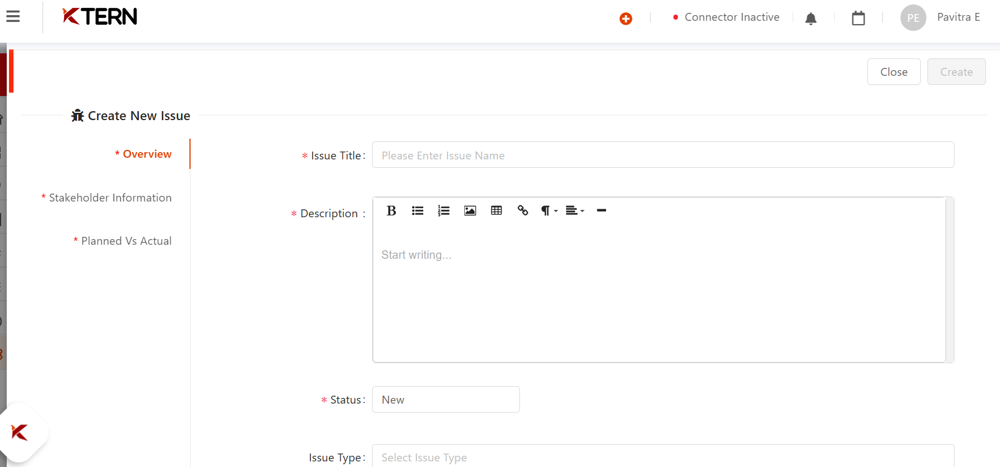 KTERN
Connector Inactive
PE
Pavitra E
Close
Create
Create New Issue
* Overview
* Stakeholder Information
* Planned Vs Actual
* Issue Title:
Please Enter Issue Name
* Description :
B
Start writing...
* Status:
New
Issue Type:
Select Issue Type